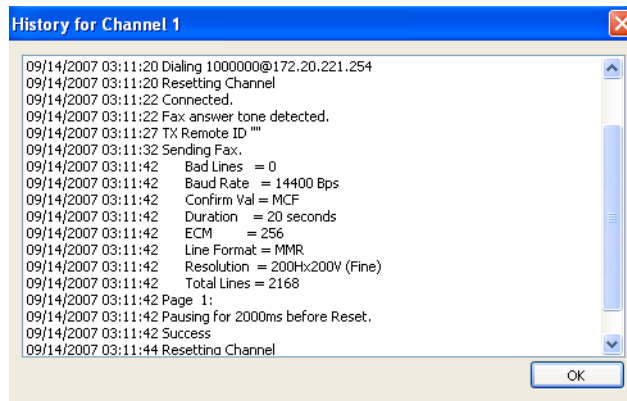 History for Channel 1
09/14/2007 03:11:20 Dialing 1000000@172.20.221.254
09/14/2007 03:11:20 Resetting Channel
09/14/2007 03:11:22 Connected.
09/14/2007 03:11:22 Fax answer tone detected.
09/14/2007 03:11:27 TX Remote ID ""
09/14/2007 03:11:32 Sending Fax.
09/14/2007 03:11:42 Bad Lines = 0
09/14/2007 03:11:42 Baud Rate = 14400 Bps
09/14/2007 03:11:42 Confirm Val = MCF
09/14/2007 03:11:42 Duration = 20 seconds
09/14/2007 03:11:42 ECM = 256
09/14/2007 03:11:42 Line Format = MMR
09/14/2007 03:11:42 Resolution = 200Hx200V (Fine)
09/14/2007 03:11:42 Total Lines = 2168
09/14/2007 03:11:42 Page 1:
09/14/2007 03:11:42 Pausing for 2000ms before Reset.
09/14/2007 03:11:42 Success
09/14/2007 03:11:44 Resetting Channel
OK